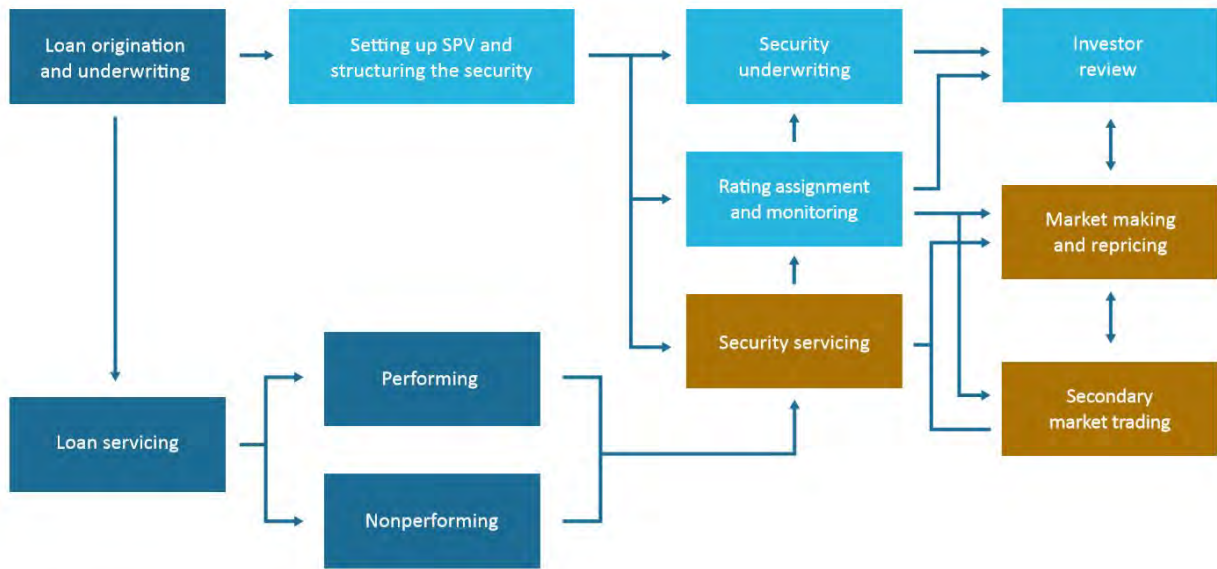 Loan origination
and underwriting
Setting up SPV and
structuring the security
Security
underwriting
Investor
review
Rating assignment
and monitoring
Market making
and repricing
Security servicing
Performing
Secondary
market trading
Loan servicing
Nonperforming